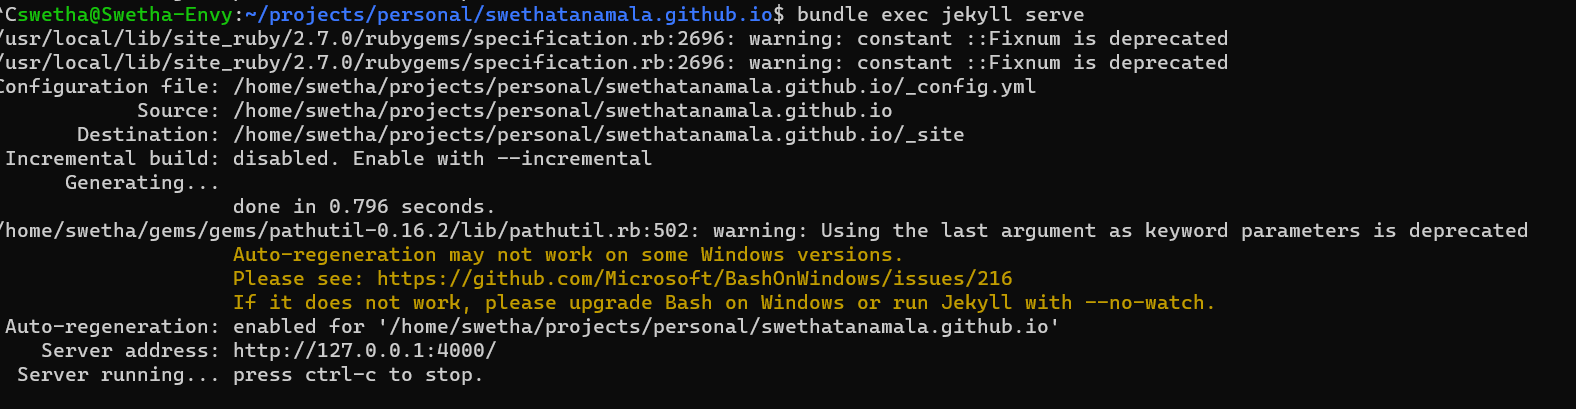 ^Cswetha@Swetha-Envy:~/projects/personal/swethatanamala.github.io$ bundle exec jekyll serve
/usr/local/lib/site_ruby/2.7.0/rubygems/specification.rb:2696: warning: constant ::Fixnum is deprecated
/usr/local/lib/site_ruby/2.7.0/rubygems/specification.rb:2696: warning: constant ::Fixnum is deprecated
Configuration file: /home/swetha/projects/personal/swethatanamala.github.io/_config.yml
Source: /home/swetha/projects/personal/swethatanamala.github.io
Destination: /home/swetha/projects/personal/swethatanamala.github.io/_site
Incremental build: disabled. Enable with --incremental
Generating...
done in 0.796 seconds.
/home/swetha/gems/gems/pathutil-0.16.2/lib/pathutil.rb:502: warning: Using the last argument as keyword parameters is deprecated
Auto-regeneration may not work on some Windows versions.
Please see: https://github.com/Microsoft/BashOnWindows/issues/216
If it does not work, please upgrade Bash on Windows or run Jekyll with --no-watch.
Auto-regeneration: enabled for '/home/swetha/projects/personal/swethatanamala.github.io'
Server address: http://127.0.0.1:4000/
Server running... press ctrl-c to stop.